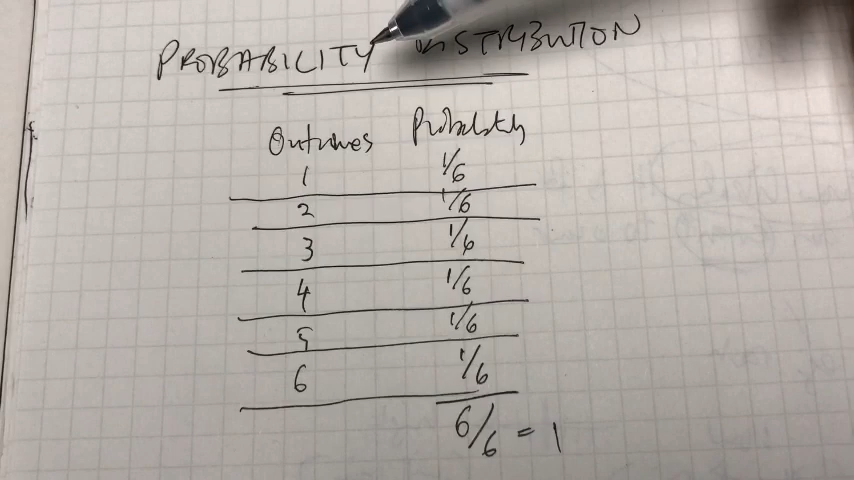 PROBABILITY DISTRIBUTION
Outcomes Probability
1 1/6
2 1/6
3 1/6
4 1/6
5 1/6
6 1/6
6/6 = 1